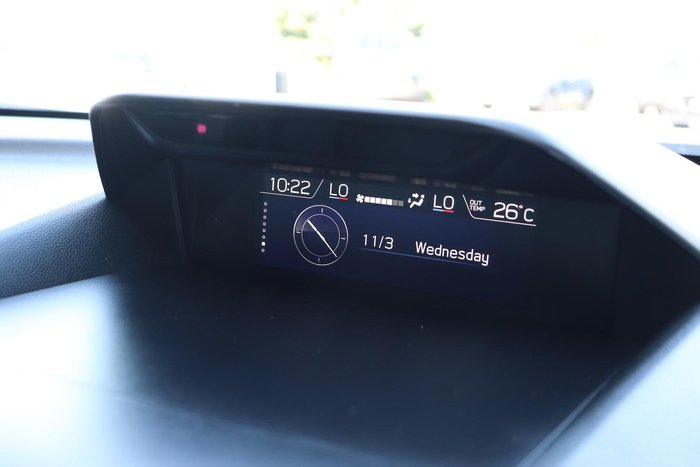 10:22 LO LO OUT TEMP 26°C
11/3 Wednesday